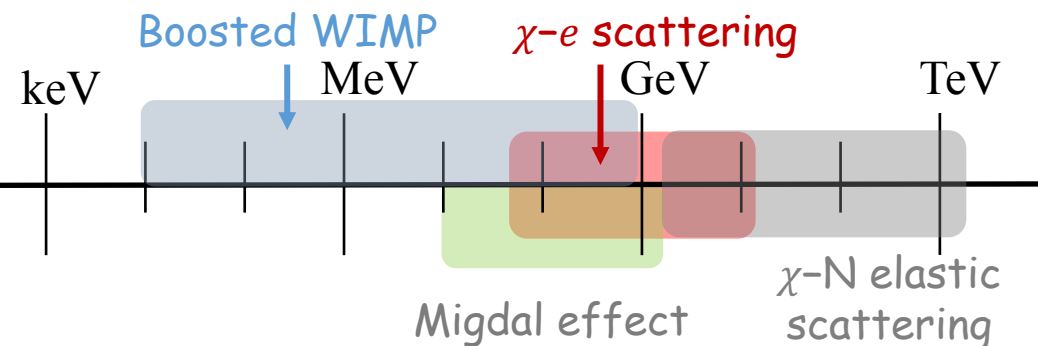 Boosted WIMP
χ–e scattering
keV
MeV
GeV
TeV
Migdal effect
χ–N elastic
scattering